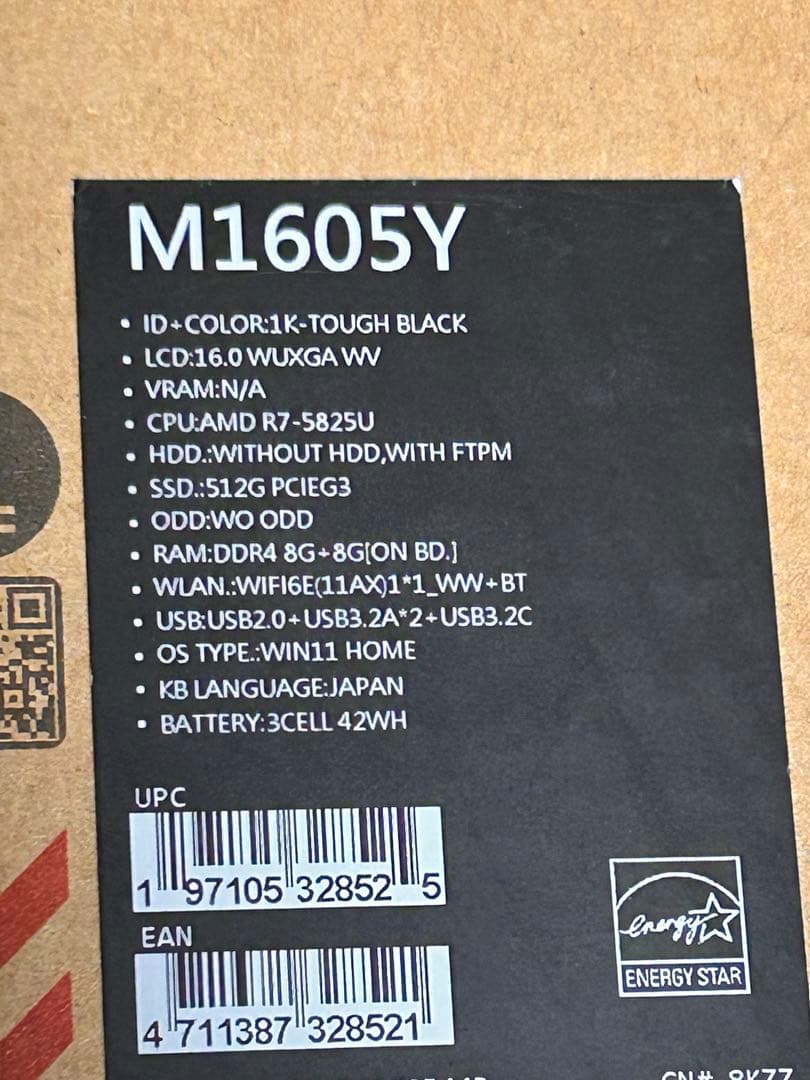 M1605Y
• ID+COLOR:1K-TOUGH BLACK
• LCD:16.0 WUXGA WV
• VRAM:N/A
• CPU:AMD R7-5825U
• HDD.:WITHOUT HDD,WITH FTPM
• SSD.:512G PCIEG3
• ODD:WO ODD
• RAM:DDR4 8G+8G[ON BD.]
• WLAN.:WIFI6E(11AX)1*1_WW+BT
• USB:USB2.0+USB3.2A*2+USB3.2C
• OS TYPE.:WIN11 HOME
• KB LANGUAGE:JAPAN
• BATTERY:3CELL 42WH
UPC
1 97105 32852 5
EAN
4 711387 328521
energy
ENERGY STAR
CN#